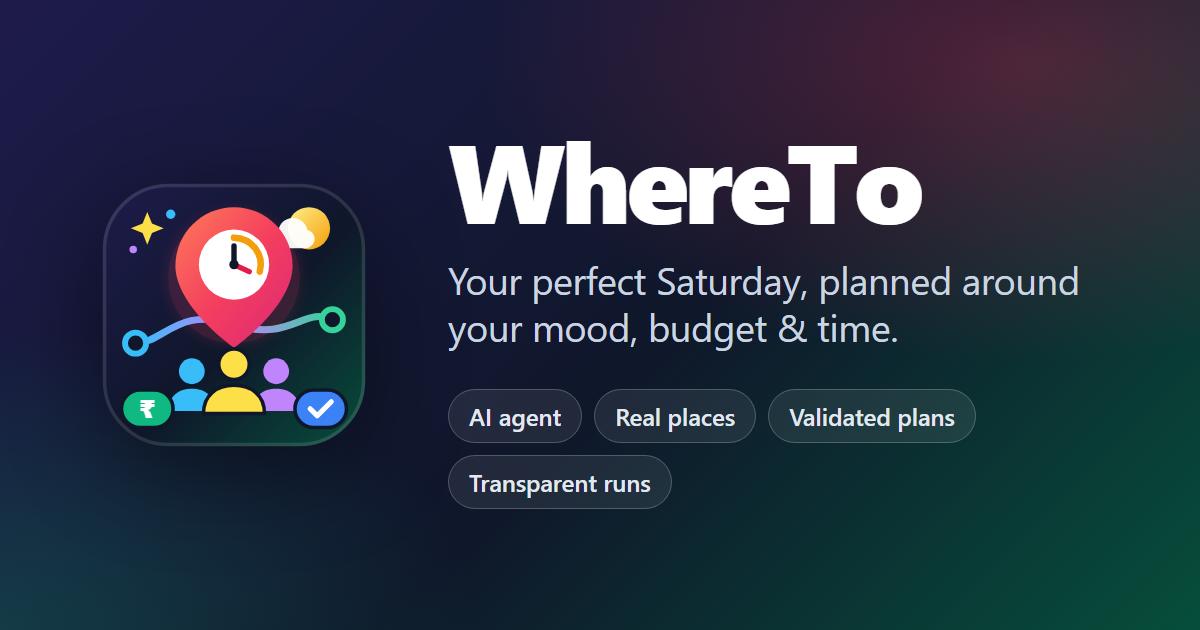 WhereTo
Your perfect Saturday, planned around
your mood, budget & time.
₹
AI agent
Real places
Validated plans
Transparent runs